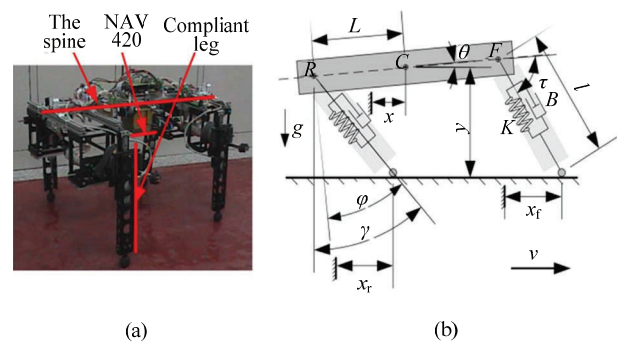 The spine
NAV 420
Compliant leg
L
R
C
θ
F
τ
l
B
K
x
y
g
φ
γ
x_r
x_f
v
(a)
(b)